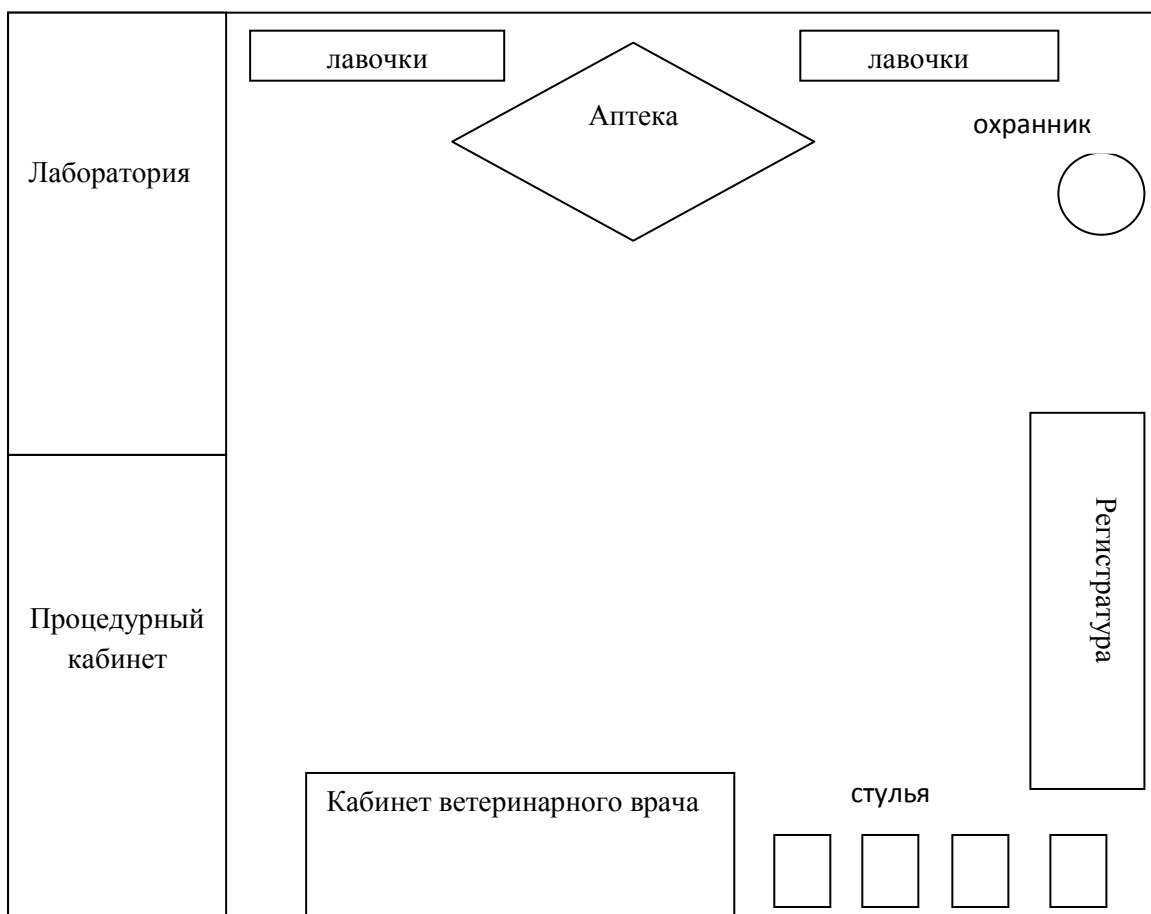 лавочки
лавочки
Аптека
охранник
Лаборатория
Регистратура
Процедурный
кабинет
Кабинет ветеринарного врача
стулья